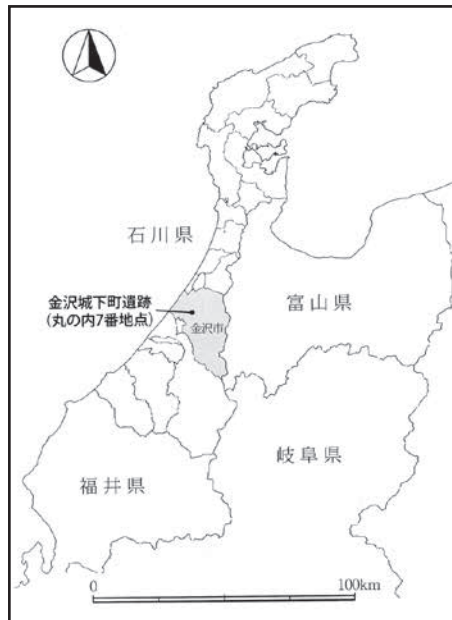 石川県
金沢城下町遺跡
(丸の内7番地点)
金沢市
富山県
岐阜県
福井県
0
100km